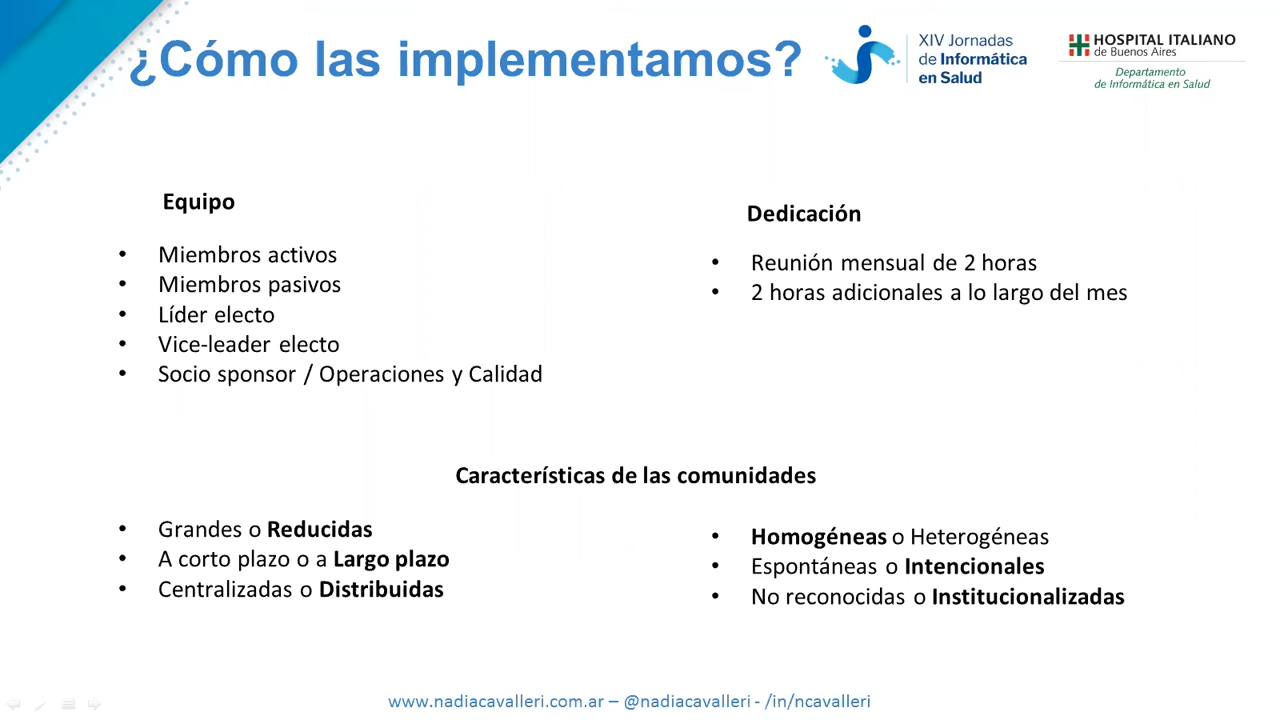 ¿Cómo las implementamos?
XIV Jornadas
de Informática
en Salud
HOSPITAL ITALIANO
de Buenos Aires
Departamento
de Informática en Salud
Equipo
• Miembros activos
• Miembros pasivos
• Líder electo
• Vice-leader electo
• Socio sponsor / Operaciones y Calidad
Dedicación
• Reunión mensual de 2 horas
• 2 horas adicionales a lo largo del mes
Características de las comunidades
• Grandes o Reducidas
• A corto plazo o a Largo plazo
• Centralizadas o Distribuidas
• Homogéneas o Heterogéneas
• Espontáneas o Intencionales
• No reconocidas o Institucionalizadas
www.nadiacavalleri.com.ar – @nadiacavalleri - /in/ncavalleri